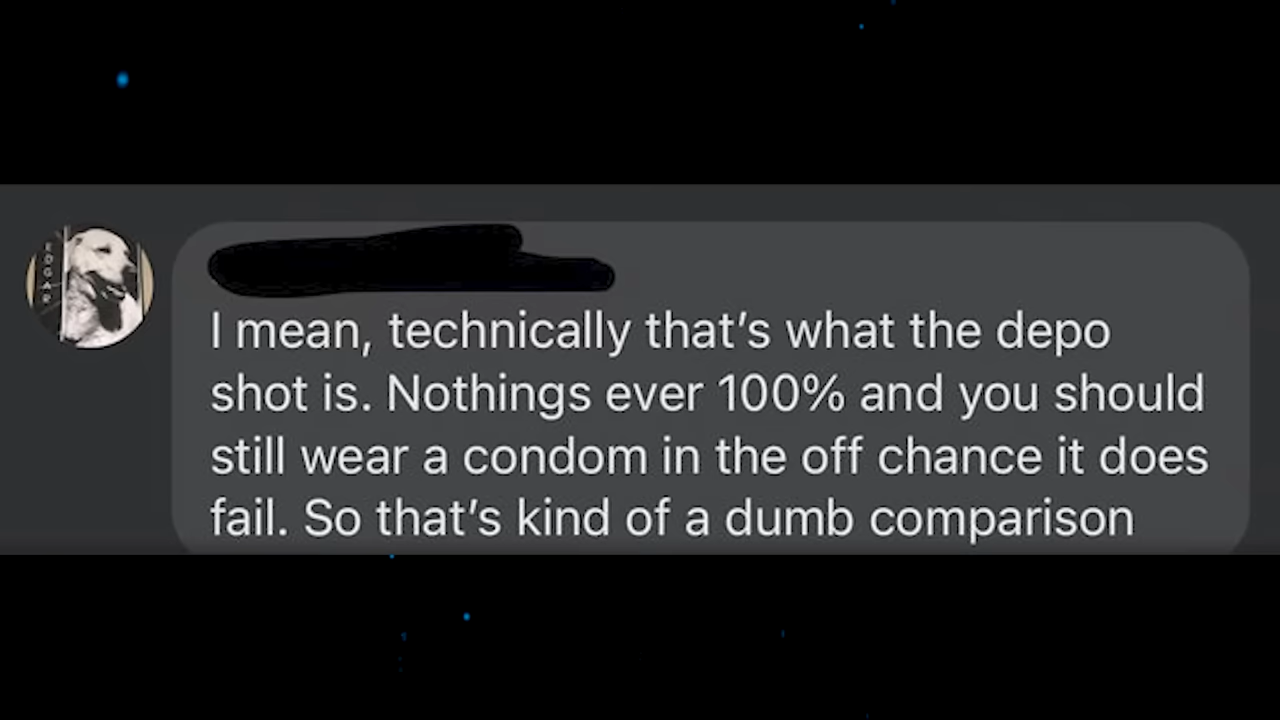 EDGAR
I mean, technically that’s what the depo
shot is. Nothings ever 100% and you should
still wear a condom in the off chance it does
fail. So that’s kind of a dumb comparison